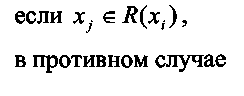 если x_j ∈ R(x_i),
в противном случае